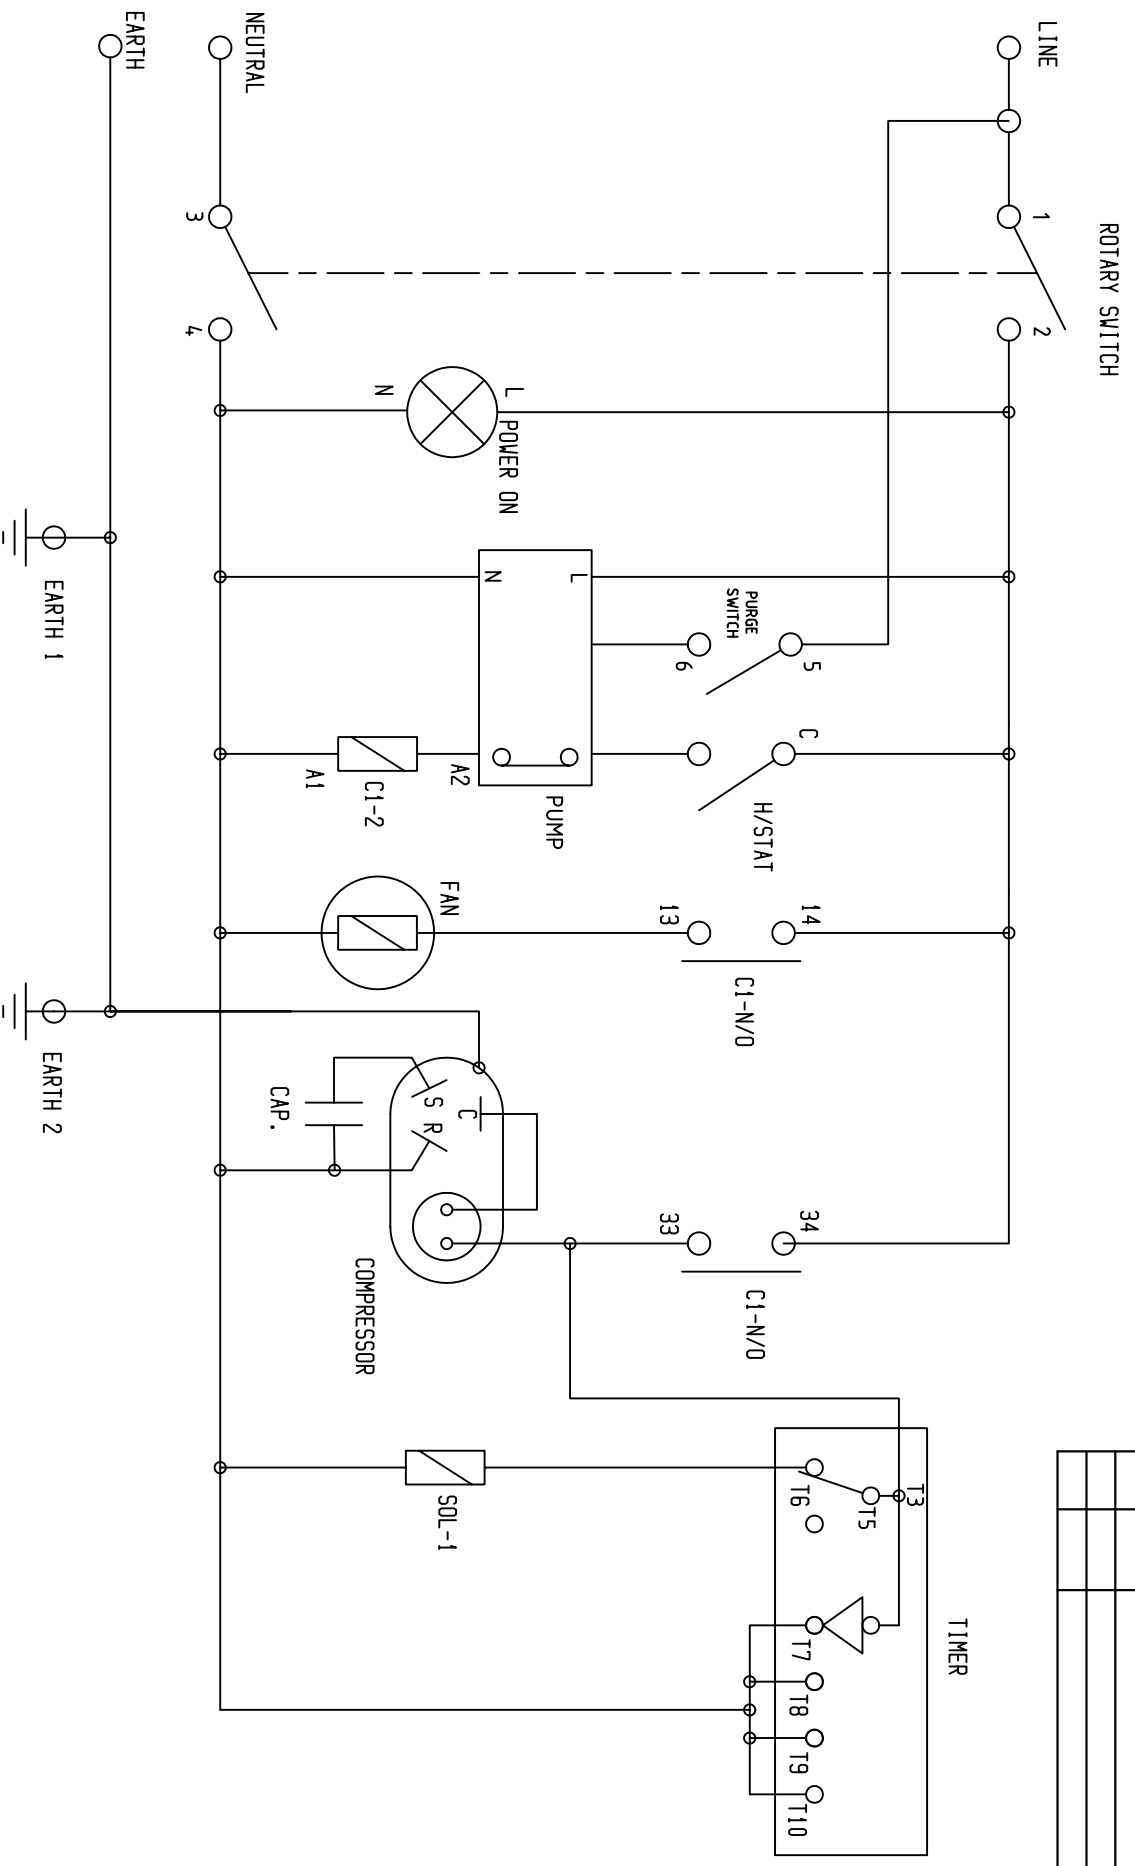 ROTARY SWITCH
LINE
1
2
NEUTRAL
3
4
EARTH
L
N
POWER ON
EARTH 1
L
N
PURGE
SWITCH
5
6
C
H/STAT
PUMP
A2
C1-2
A1
FAN
14
13
C1-N/O
EARTH 2
C
S
R
CAP.
COMPRESSOR
34
33
C1-N/O
SOL-1
TIMER
T3
T5
T6
T7
T8
T9
T10